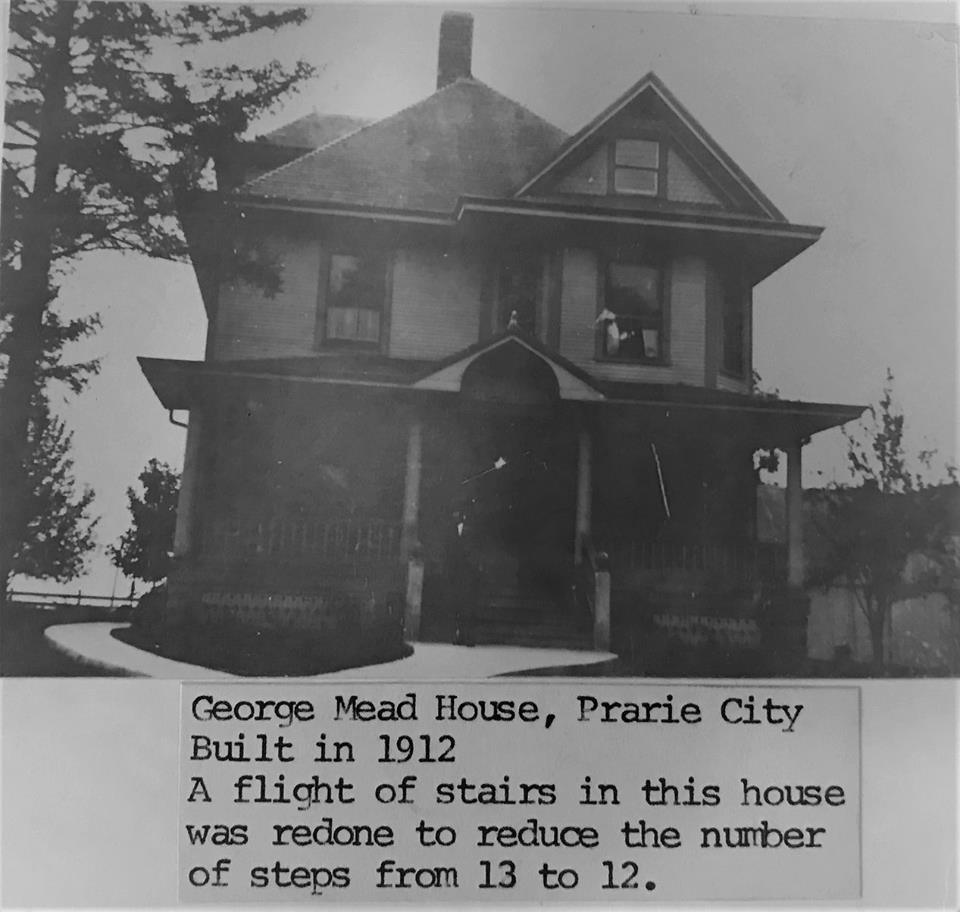 George Mead House, Prarie City
Built in 1912
A flight of stairs in this house
was redone to reduce the number
of steps from 13 to 12.